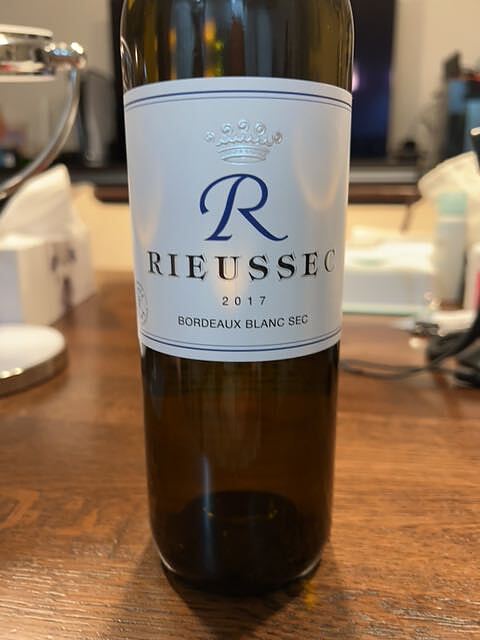 R
RIEUSSEC
2017
BORDEAUX BLANC SEC